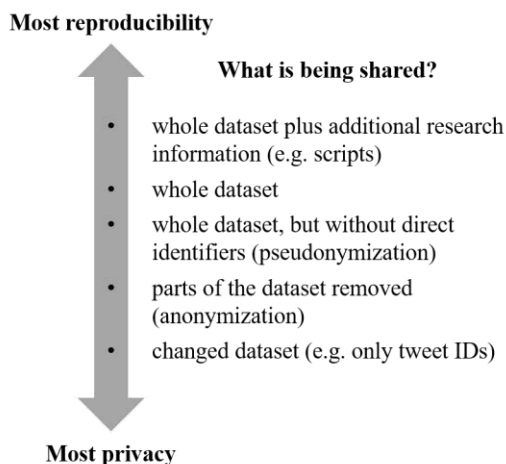 Most reproducibility
What is being shared?
• whole dataset plus additional research
information (e.g. scripts)
• whole dataset
• whole dataset, but without direct
identifiers (pseudonymization)
• parts of the dataset removed
(anonymization)
• changed dataset (e.g. only tweet IDs)
Most privacy